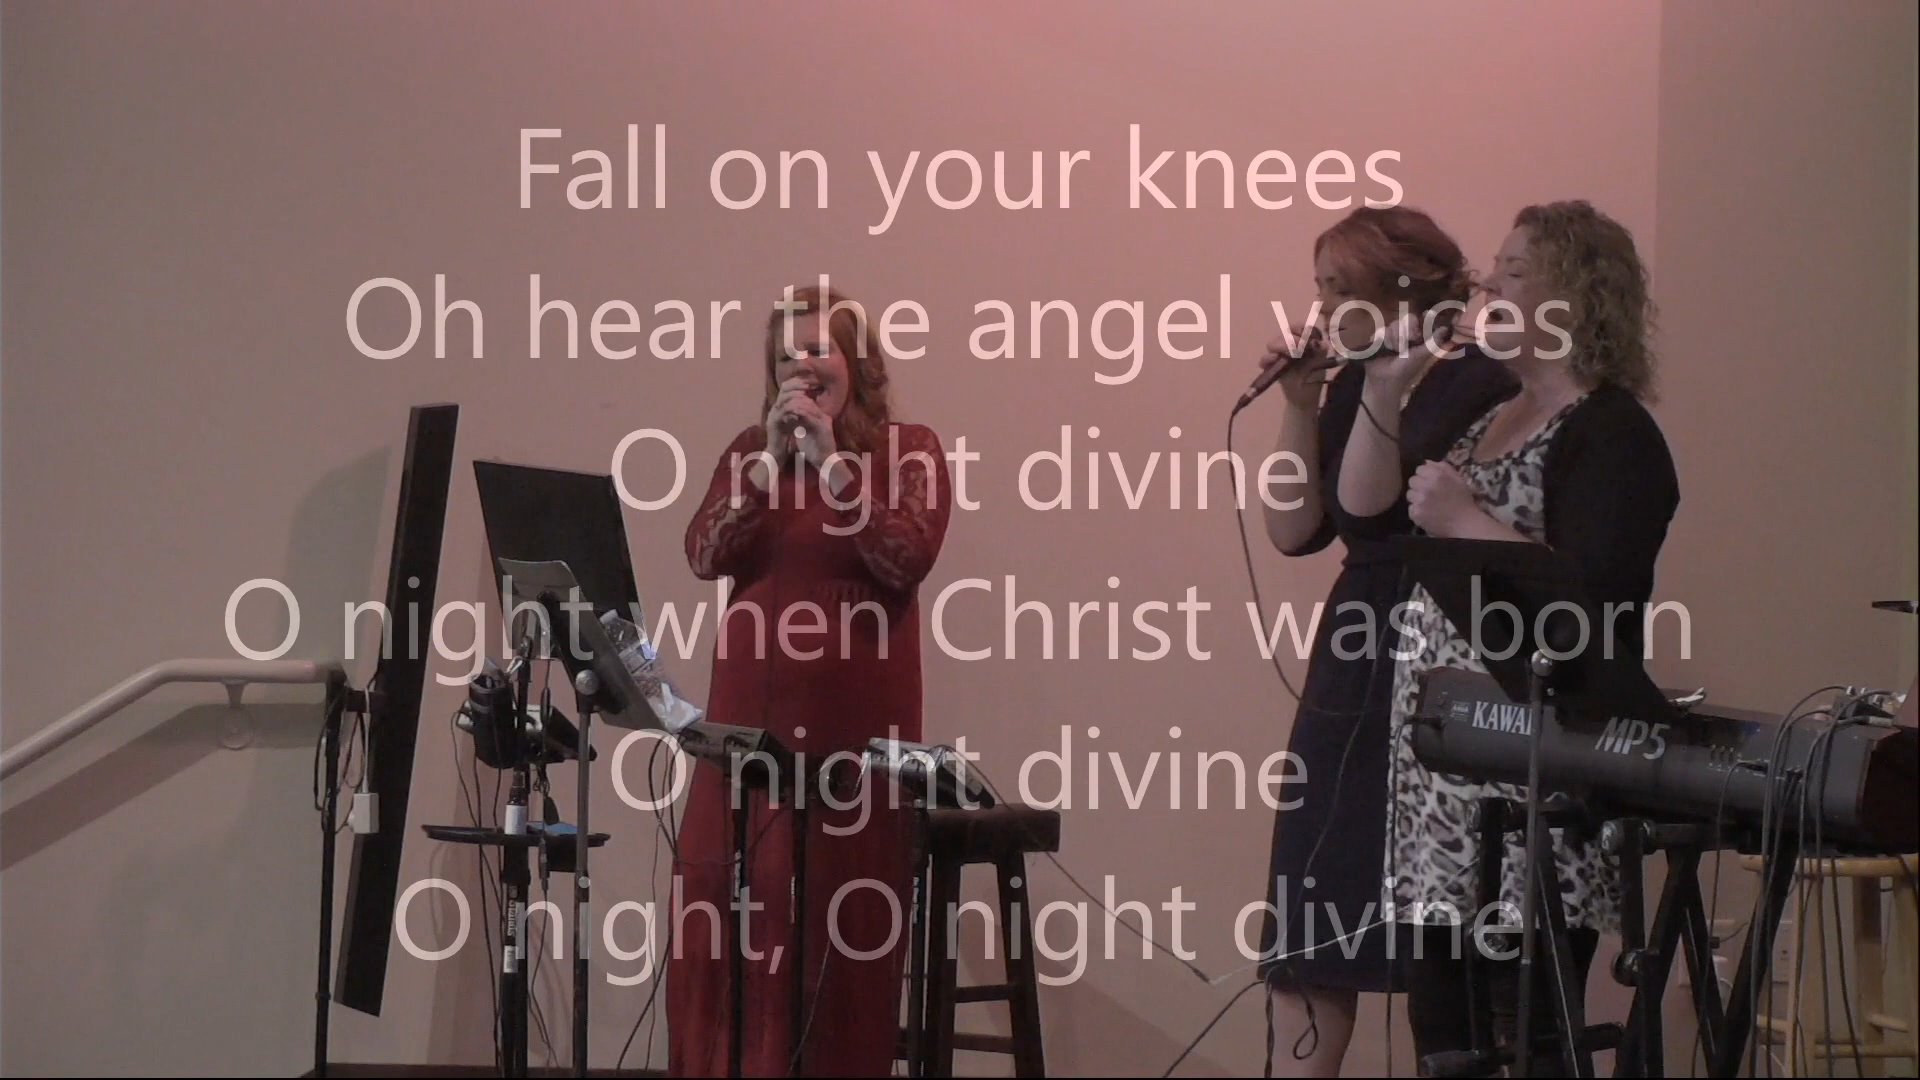 Fall on your knees
Oh hear the angel voices
O night divine
O night when Christ was born
O night divine
O night, O night divine
KAWAI
MP5